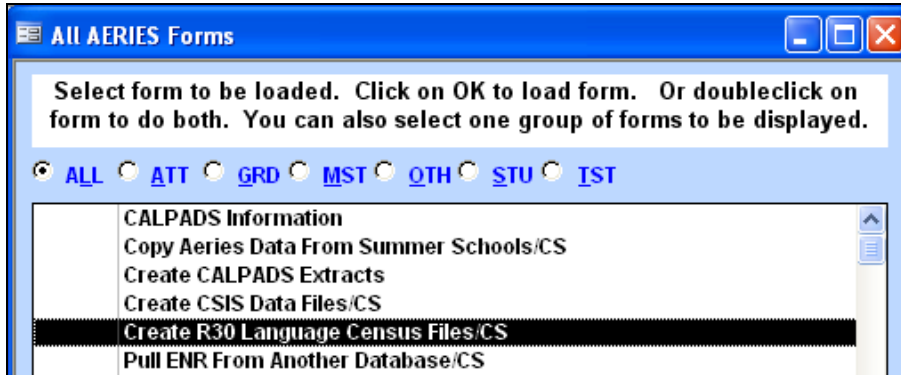 All AERIES Forms
Select form to be loaded. Click on OK to load form. Or doubleclick on
form to do both. You can also select one group of forms to be displayed.
ALL ATT GRD MST OTH STU TST
CALPADS Information
Copy Aeries Data From Summer Schools/CS
Create CALPADS Extracts
Create CSIS Data Files/CS
Create R30 Language Census Files/CS
Pull ENR From Another Database/CS